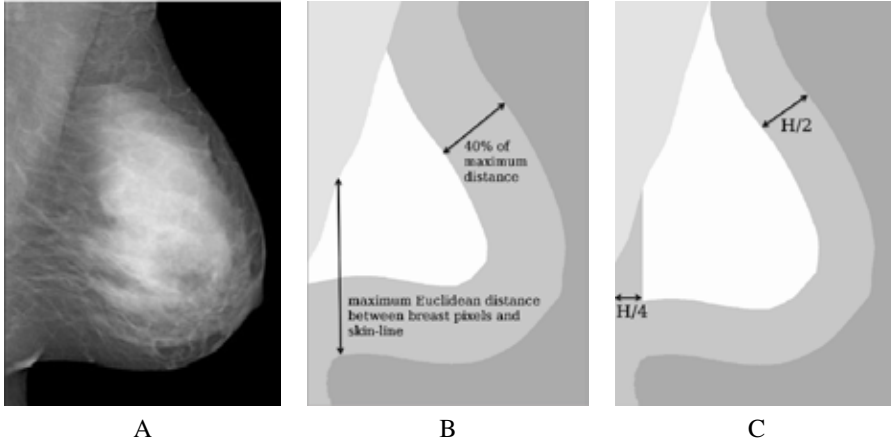 40% of
maximum
distance
maximum Euclidean distance
between breast pixels and
skin-line
H/2
H/4
A
B
C